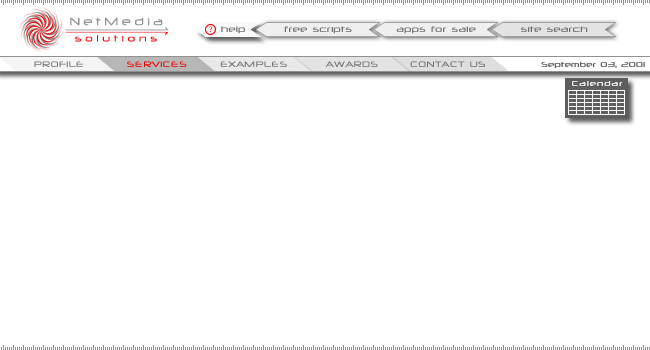 NetMedia
solutions
? help free scripts apps for sale site search
PROFILE SERVICES EXAMPLES AWARDS CONTACT US September 03, 2001
Calendar